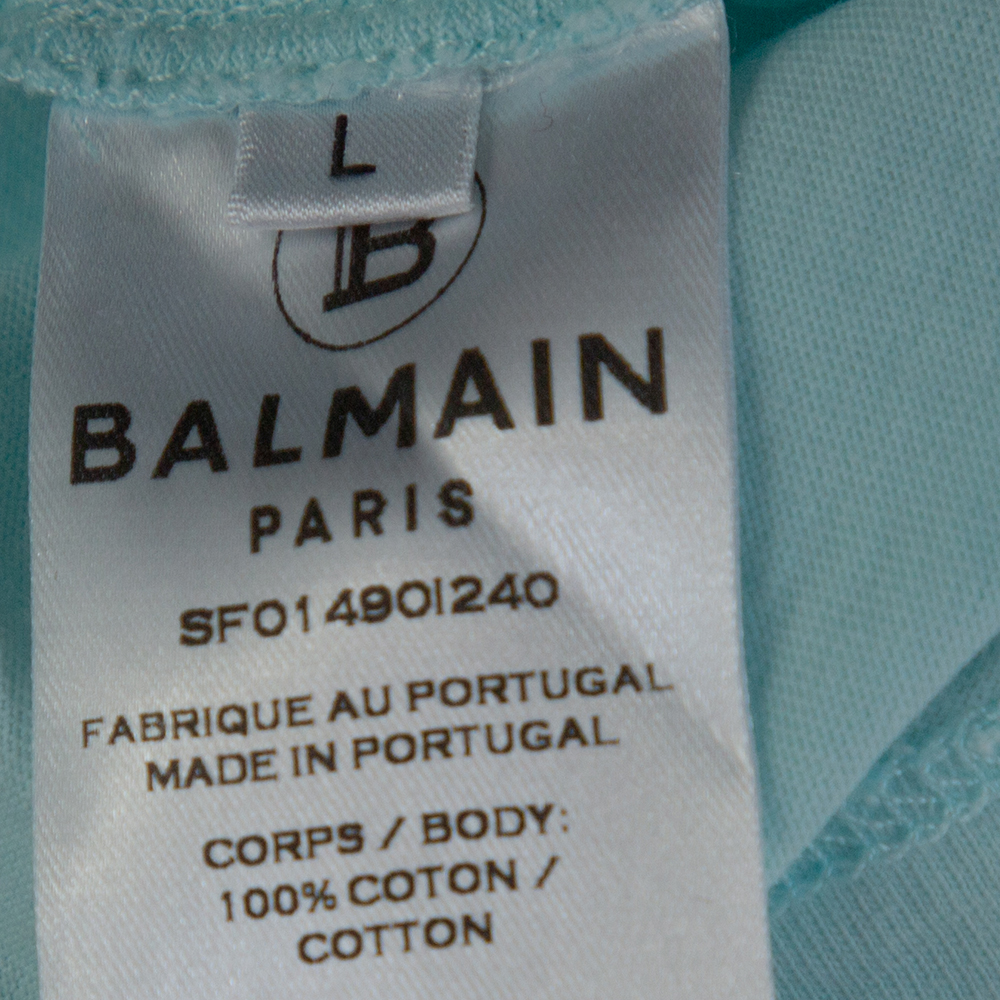 L
B
BALMAIN
PARIS
SF01490I240
FABRIQUE AU PORTUGAL
MADE IN PORTUGAL
CORPS / BODY:
100% COTON /
COTTON